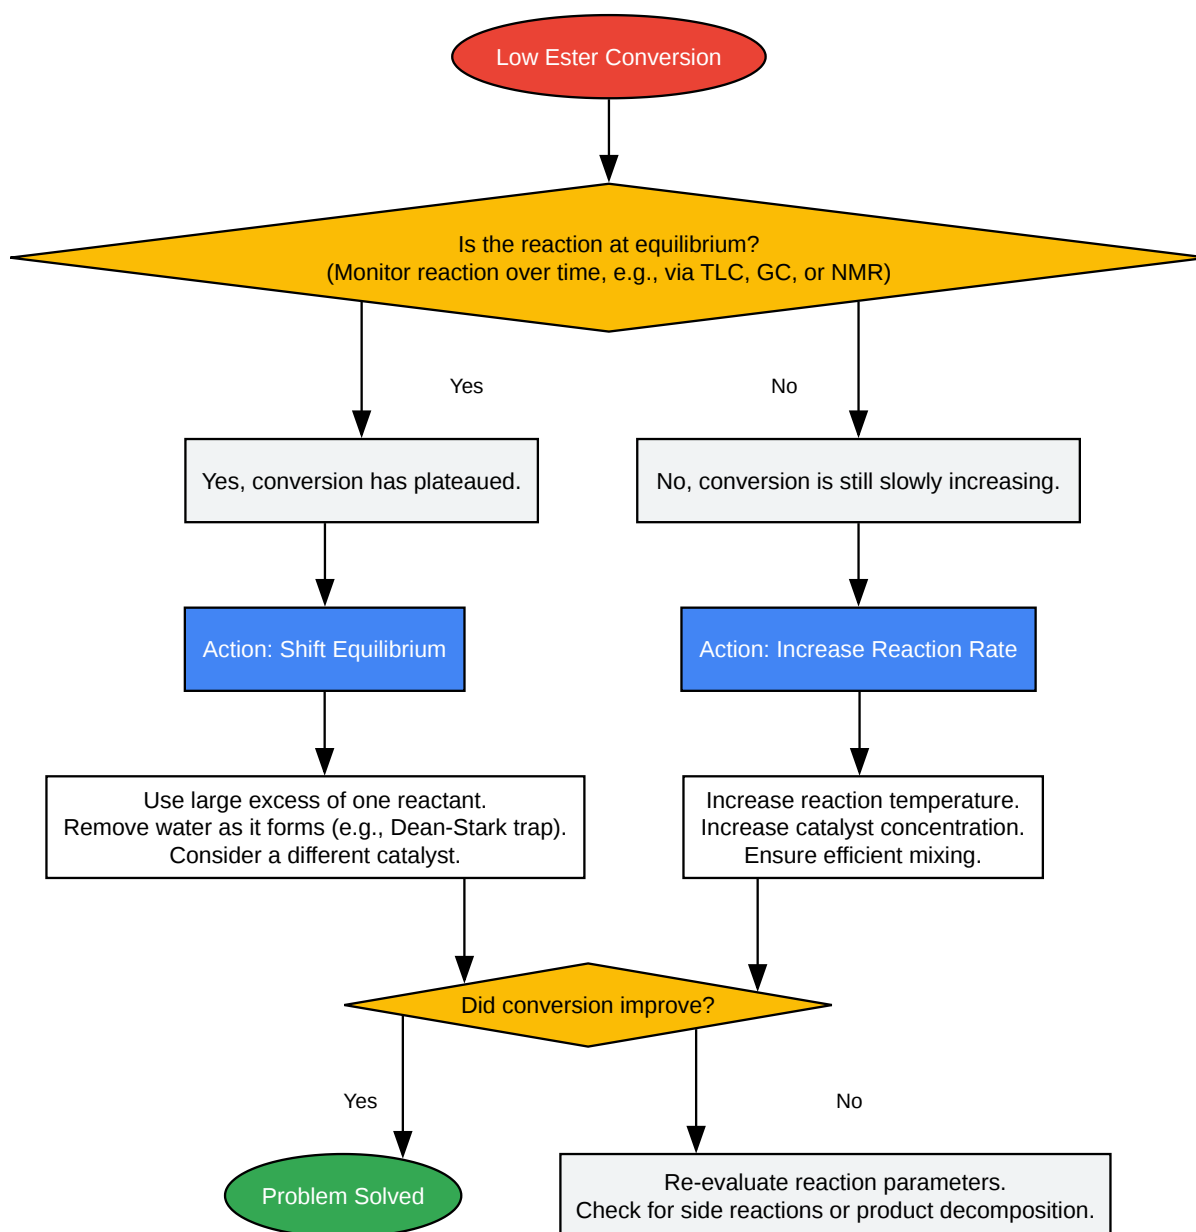 Low Ester Conversion
Is the reaction at equilibrium?
(Monitor reaction over time, e.g., via TLC, GC, or NMR)
Yes
No
Yes, conversion has plateaued.
No, conversion is still slowly increasing.
Action: Shift Equilibrium
Action: Increase Reaction Rate
Use large excess of one reactant.
Remove water as it forms (e.g., Dean-Stark trap).
Consider a different catalyst.
Increase reaction temperature.
Increase catalyst concentration.
Ensure efficient mixing.
Did conversion improve?
Yes
No
Problem Solved
Re-evaluate reaction parameters.
Check for side reactions or product decomposition.